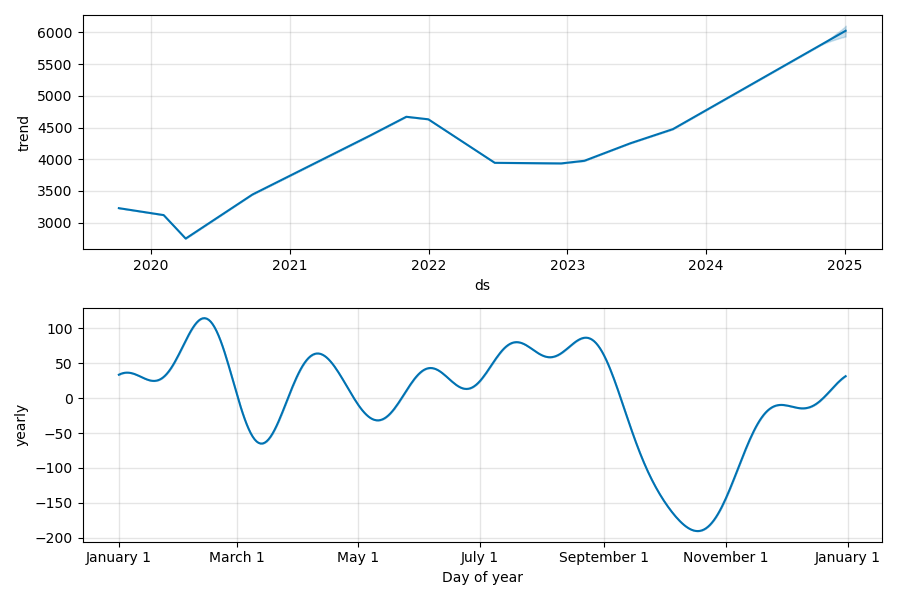 6000
5500
5000
4500
4000
3500
3000
trend
2020 2021 2022 2023 2024 2025
ds
100
50
0
−50
−100
−150
−200
yearly
January 1 March 1 May 1 July 1 September 1 November 1 January 1
Day of year